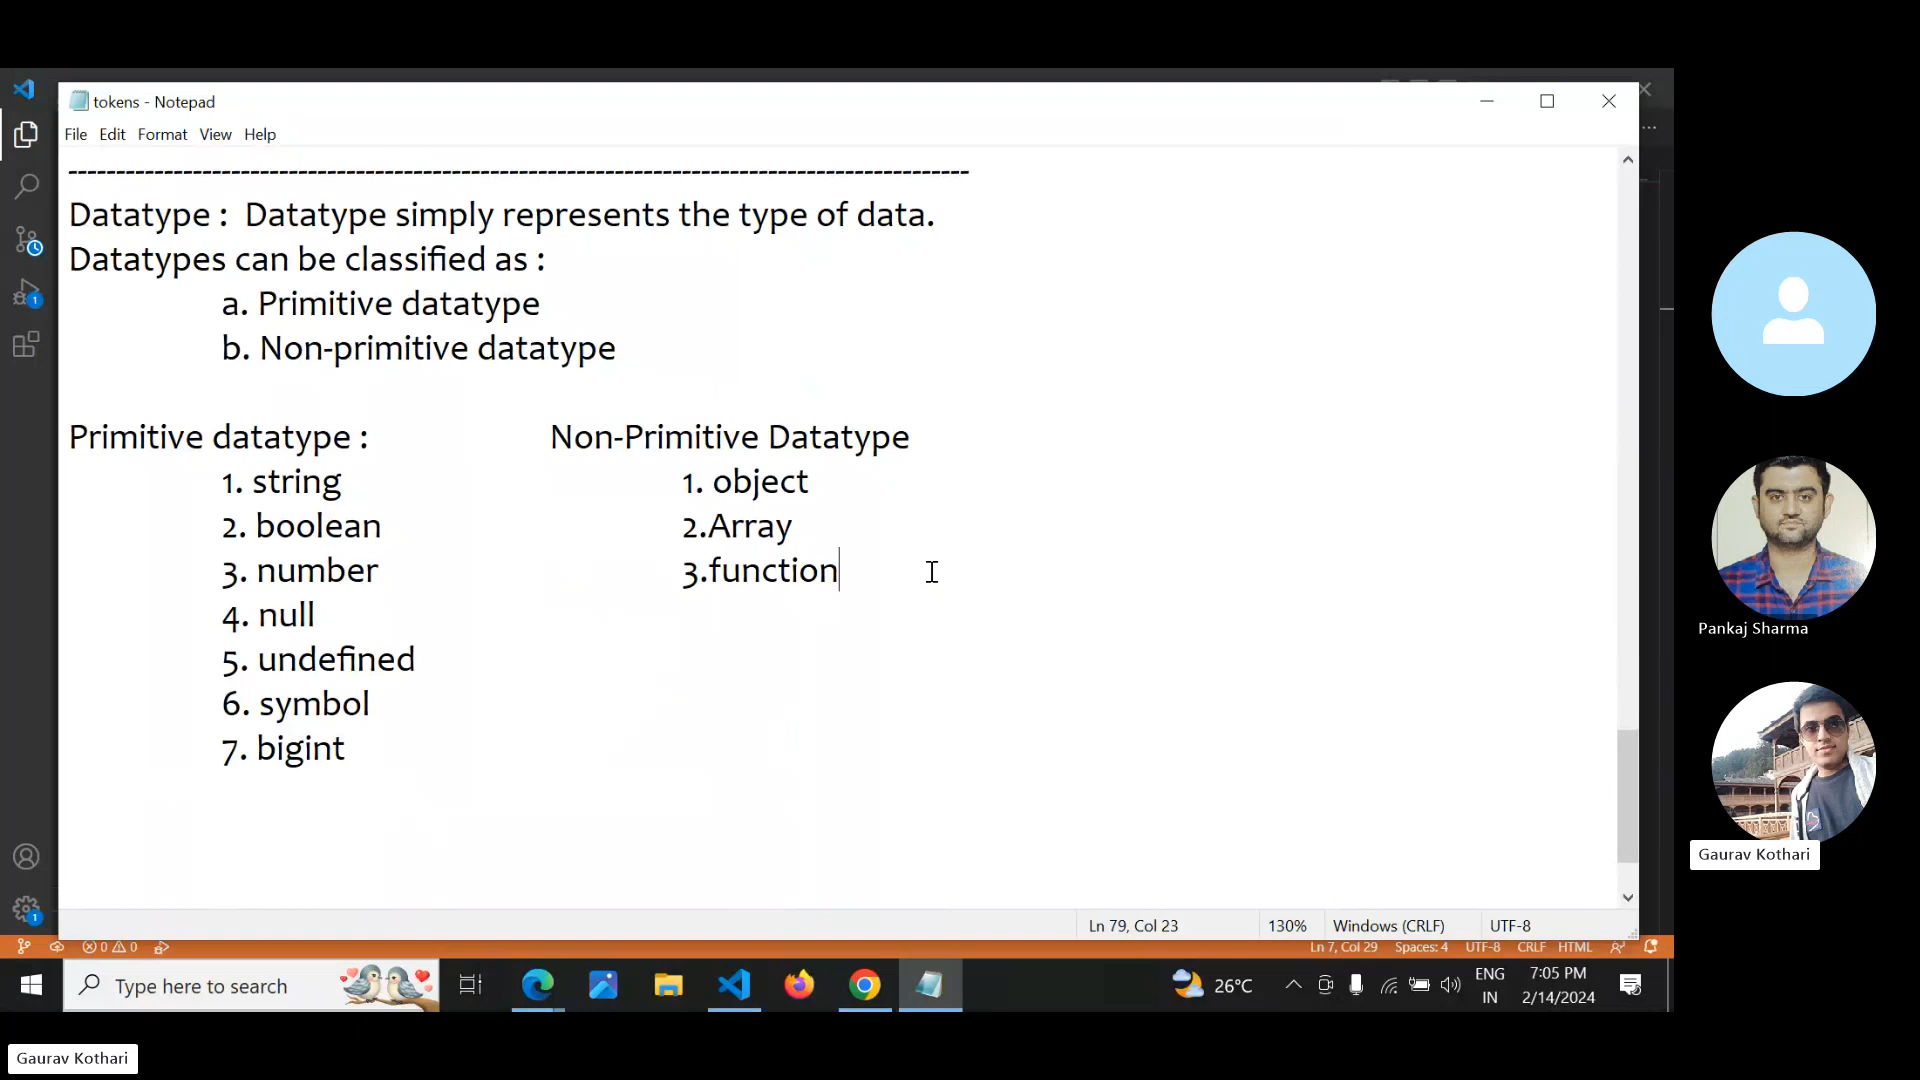 tokens - Notepad
File Edit Format View Help
-----------------------------------------------------------------------------------------------
Datatype :  Datatype simply represents the type of data.
Datatypes can be classified as :
a. Primitive datatype
b. Non-primitive datatype
Primitive datatype : Non-Primitive Datatype
1. string 1. object
2. boolean 2.Array
3. number 3.function
4. null
5. undefined
6. symbol
7. bigint
Pankaj Sharma
Gaurav Kothari
1
1
Ln 79, Col 23 130% Windows (CRLF) UTF-8
0 0 Ln 7, Col 29 Spaces: 4 UTF-8 CRLF HTML
Type here to search 26°C ENG IN 7:05 PM 2/14/2024
Gaurav Kothari